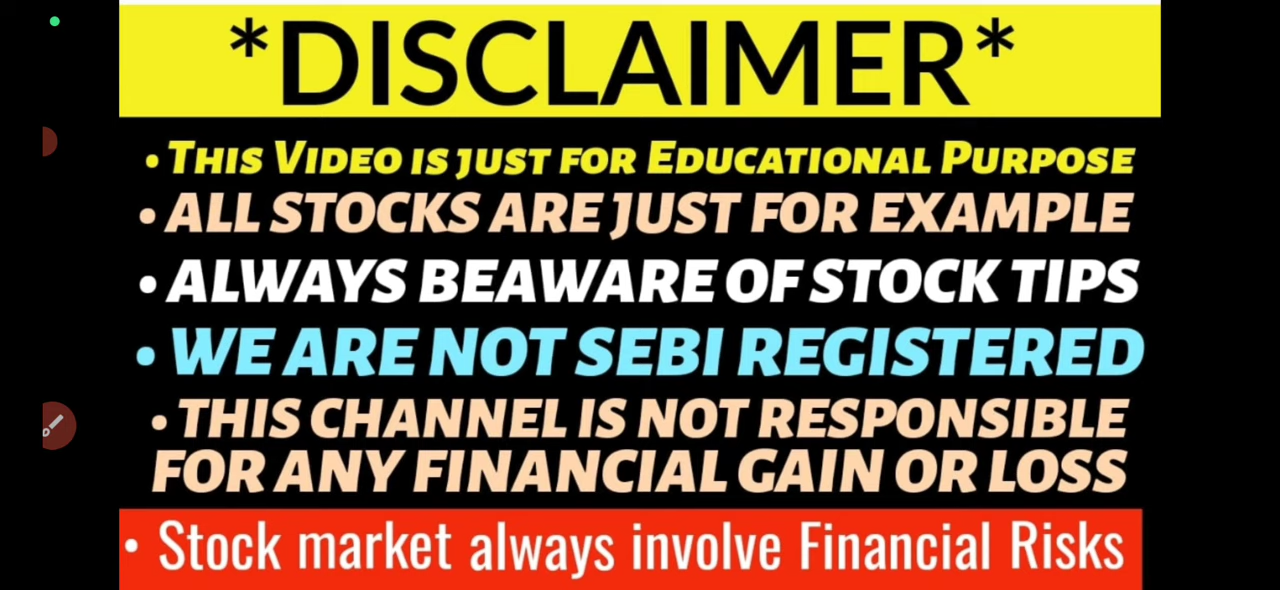 *DISCLAIMER*
• THIS VIDEO IS JUST FOR EDUCATIONAL PURPOSE
• ALL STOCKS ARE JUST FOR EXAMPLE
• ALWAYS BEAWARE OF STOCK TIPS
• WE ARE NOT SEBI REGISTERED
• THIS CHANNEL IS NOT RESPONSIBLE
FOR ANY FINANCIAL GAIN OR LOSS
• Stock market always involve Financial Risks